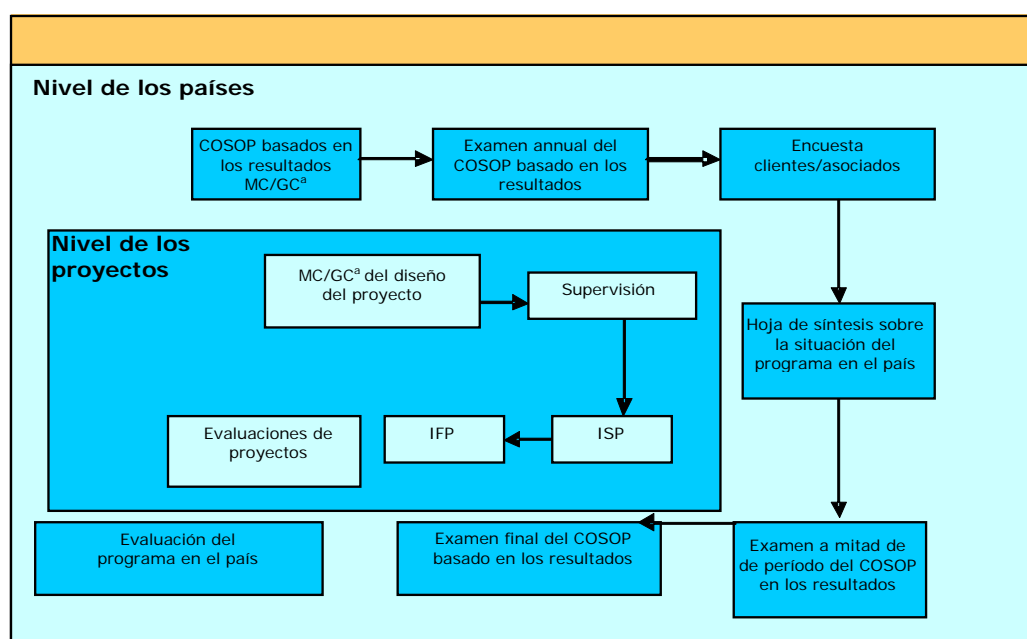 Nivel de los países
COSOP basados en
los resultados
MC/GCª
Examen annual del
COSOP basado en los
resultados
Encuesta
clientes/asociados
Nivel de los
proyectos
MC/GCª del diseño
del proyecto
Supervisión
Hoja de síntesis sobre
la situación del
programa en el país
Evaluaciones de
proyectos
IFP
ISP
Evaluación del
programa en el país
Examen final del COSOP
basado en los resultados
Examen a mitad de
de período del COSOP
en los resultados